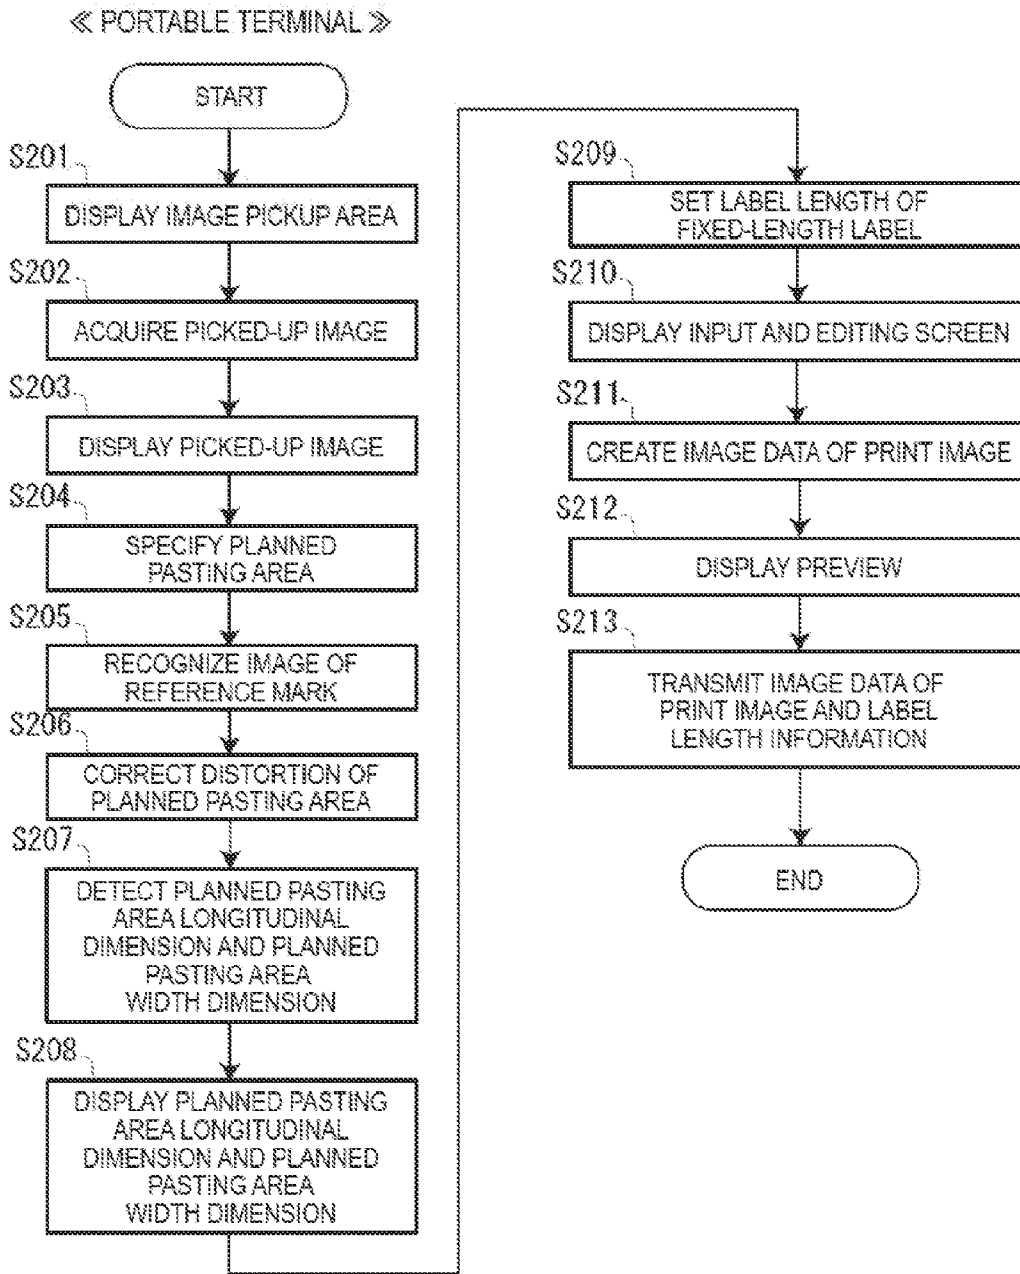 ≪ PORTABLE TERMINAL ≫
START
S201
DISPLAY IMAGE PICKUP AREA
S202
ACQUIRE PICKED-UP IMAGE
S203
DISPLAY PICKED-UP IMAGE
S204
SPECIFY PLANNED
PASTING AREA
S205
RECOGNIZE IMAGE OF
REFERENCE MARK
S206
CORRECT DISTORTION OF
PLANNED PASTING AREA
S207
DETECT PLANNED PASTING
AREA LONGITUDINAL
DIMENSION AND PLANNED
PASTING AREA
WIDTH DIMENSION
S208
DISPLAY PLANNED PASTING
AREA LONGITUDINAL
DIMENSION AND PLANNED
PASTING AREA
WIDTH DIMENSION
S209
SET LABEL LENGTH OF
FIXED-LENGTH LABEL
S210
DISPLAY INPUT AND EDITING SCREEN
S211
CREATE IMAGE DATA OF PRINT IMAGE
S212
DISPLAY PREVIEW
S213
TRANSMIT IMAGE DATA OF
PRINT IMAGE AND LABEL
LENGTH INFORMATION
END